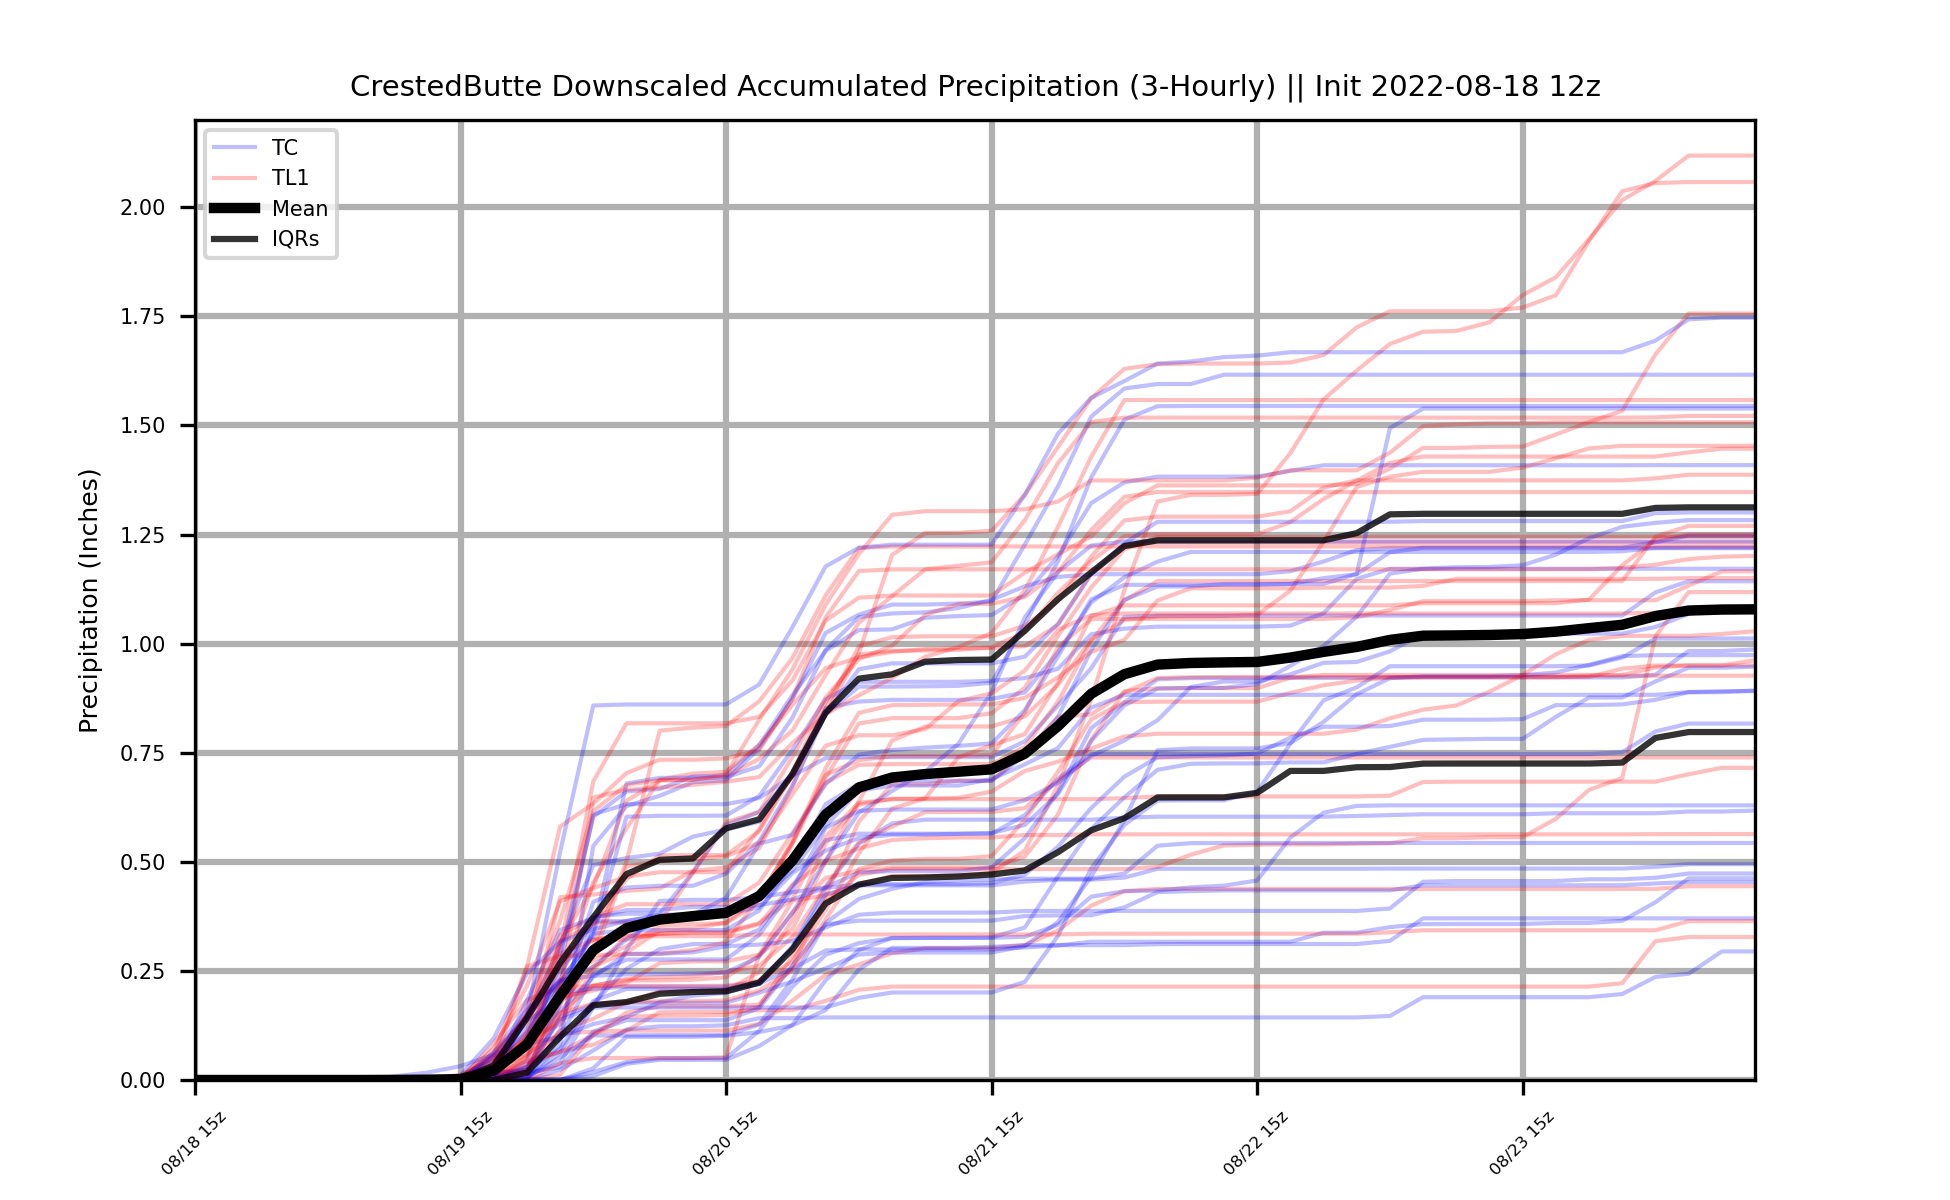 CrestedButte Downscaled Accumulated Precipitation (3-Hourly) || Init 2022-08-18 12z
TC
TL1
Mean
IQRs
Precipitation (Inches)
2.00
1.75
1.50
1.25
1.00
0.75
0.50
0.25
0.00
08/18 15z
08/19 15z
08/20 15z
08/21 15z
08/22 15z
08/23 15z